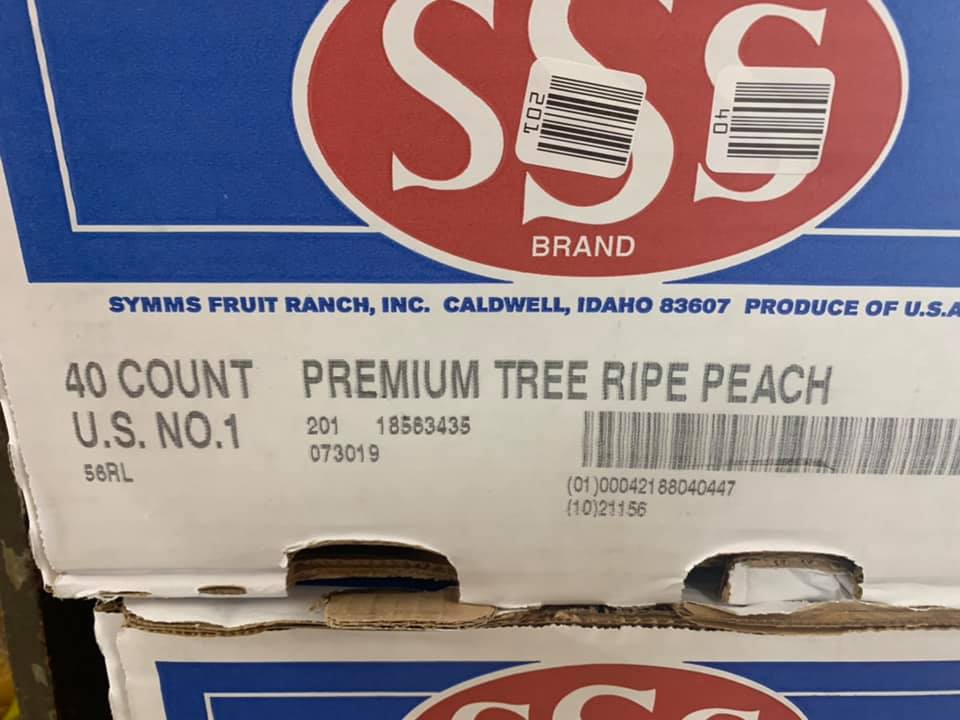 SSS
201
40
BRAND
SYMMS FRUIT RANCH, INC. CALDWELL, IDAHO 83607 PRODUCE OF U.S.A
40 COUNT PREMIUM TREE RIPE PEACH
U.S. NO.1 201 18563435
073019
56RL
(01)00042188040447
(10)21156
SSS